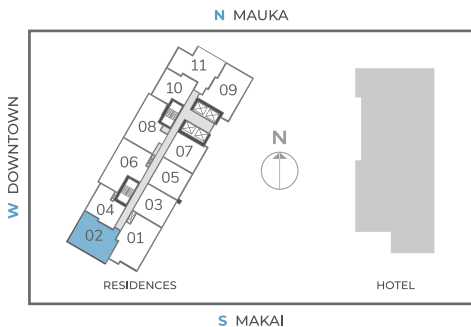 N MAUKA
W DOWNTOWN
11
10
09
08
07
06
05
04
03
02
01
N
RESIDENCES
HOTEL
S MAKAI